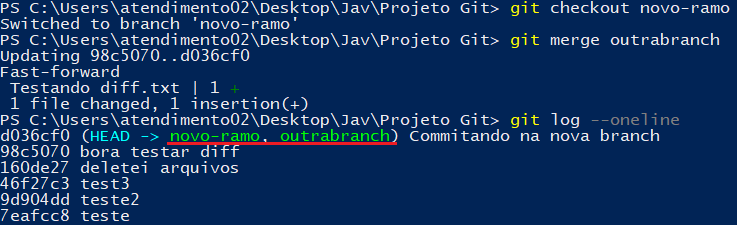 PS C:\Users\atendimento02\Desktop\Jav\Projeto Git> git checkout novo-ramo
Switched to branch 'novo-ramo'
PS C:\Users\atendimento02\Desktop\Jav\Projeto Git> git merge outrabranch
Updating 98c5070..d036cf0
Fast-forward
 Testando diff.txt | 1 +
 1 file changed, 1 insertion(+)
PS C:\Users\atendimento02\Desktop\Jav\Projeto Git> git log --oneline
d036cf0 (HEAD -> novo-ramo, outrabranch) Commitando na nova branch
98c5070 bora testar diff
160de27 deletei arquivos
46f27c3 test3
9d904dd teste2
7eafcc8 teste